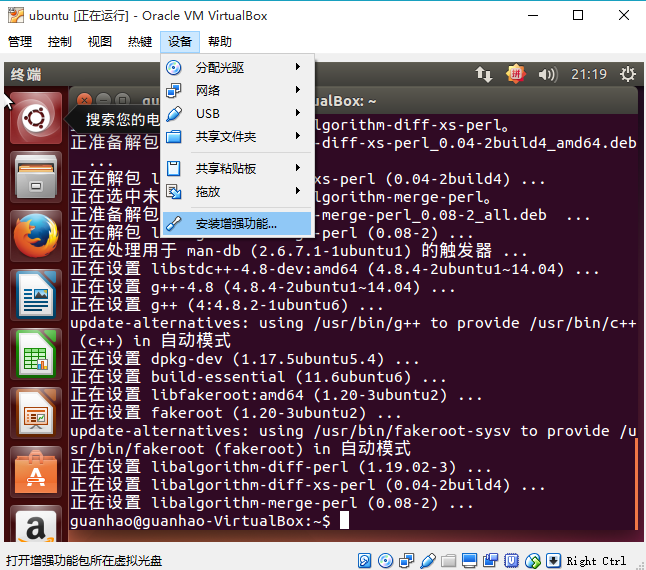 ubuntu [正在运行] - Oracle VM VirtualBox
管理 控制 视图 热键 设备 帮助
终端 拼 21:19
分配光驱
网络
USB
共享文件夹
共享粘贴板
拖放
安装增强功能...
搜索您的电
ualBox: ~
lgorithm-diff-xs-perl。
正准备解包 -diff-xs-perl_0.04-2build4_amd64.deb
...
正在解包 l xs-perl (0.04-2build4) ...
正在选中未 lgorithm-merge-perl。
正准备解包 -merge-perl_0.08-2_all.deb ...
正在解包 l (0.08-2) ...
正在处理用于 man-db (2.6.7.1-1ubuntu1) 的触发器 ...
正在设置 libstdc++-4.8-dev:amd64 (4.8.4-2ubuntu1~14.04) ...
正在设置 g++-4.8 (4.8.4-2ubuntu1~14.04) ...
正在设置 g++ (4:4.8.2-1ubuntu6) ...
update-alternatives: using /usr/bin/g++ to provide /usr/bin/c++
(c++) in 自动模式
正在设置 dpkg-dev (1.17.5ubuntu5.4) ...
正在设置 build-essential (11.6ubuntu6) ...
正在设置 libfakeroot:amd64 (1.20-3ubuntu2) ...
正在设置 fakeroot (1.20-3ubuntu2) ...
update-alternatives: using /usr/bin/fakeroot-sysv to provide /u
sr/bin/fakeroot (fakeroot) in 自动模式
正在设置 libalgorithm-diff-perl (1.19.02-3) ...
正在设置 libalgorithm-diff-xs-perl (0.04-2build4) ...
正在设置 libalgorithm-merge-perl (0.08-2) ...
guanhao@guanhao-VirtualBox:~$
打开增强功能包所在虚拟光盘 Right Ctrl